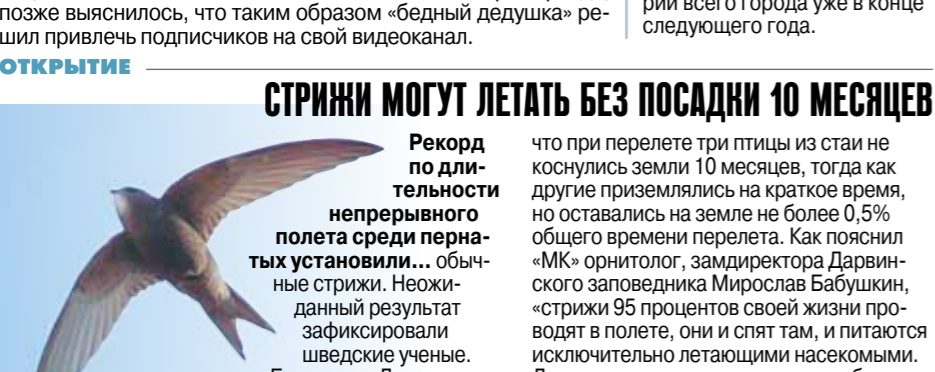 позже выяснилось, что таким образом «бедный дедушка» ре-
шил привлечь подписчиков на свой видеоканал.
рии всего города уже в конце
следующего года.
ОТКРЫТИЕ
СТРИЖИ МОГУТ ЛЕТАТЬ БЕЗ ПОСАДКИ 10 МЕСЯЦЕВ
Рекорд
по дли-
тельности
непрерывного
полета среди перна-
тых установили... обыч-
ные стрижи. Неожи-
данный результат
зафиксировали
шведские ученые.
что при перелете три птицы из стаи не
коснулись земли 10 месяцев, тогда как
другие приземлялись на краткое время,
но оставались на земле не более 0,5%
общего времени перелета. Как пояснил
«МК» орнитолог, замдиректора Дарвин-
ского заповедника Мирослав Бабушкин,
«стрижи 95 процентов своей жизни про-
водят в полете, они и спят там, и питаются
исключительно летающими насекомыми.